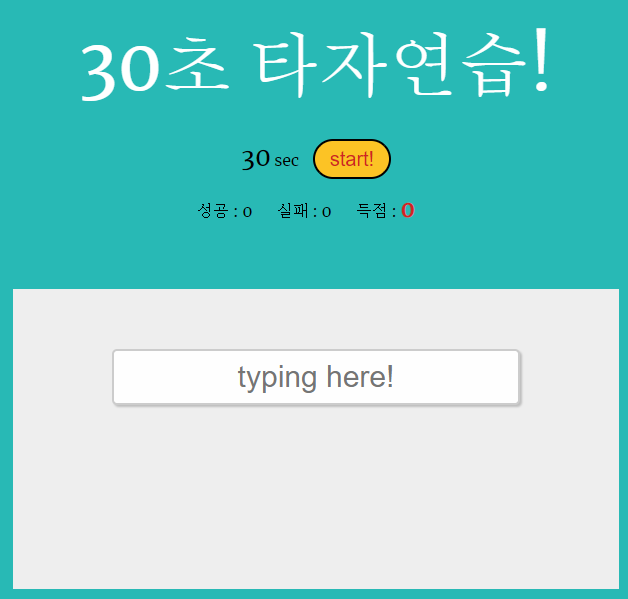 30초 타자연습!
30 sec start!
성공 : 0 실패 : 0 득점 : 0
typing here!